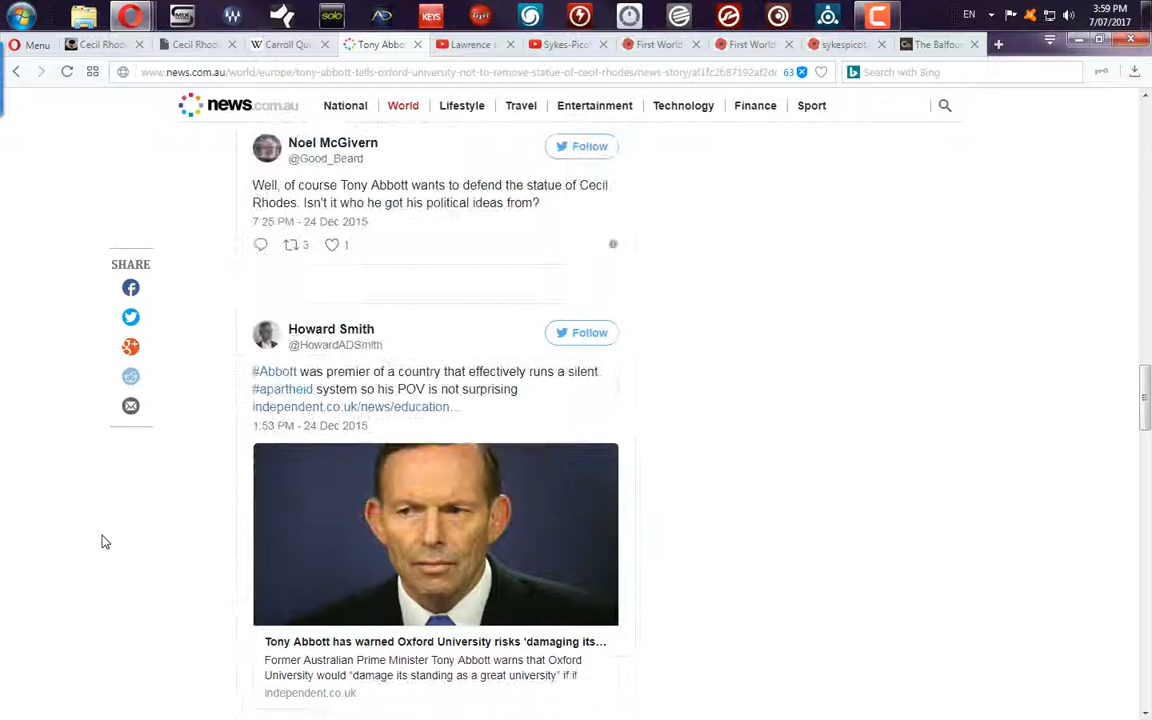 3:59 PM
EN
7/07/2017
KEYS
solo
MIX
Menu
Cecil Rhod
Cecil Rhod
Carroll Qui
Tony Abbo
Lawrence
Sykes-Pico
First World
First World
sykespicot
The Balfou
www.news.com.au/world/europe/tony-abbott-tells-oxford-university-not-to-remove-statue-of-cecil-rhodes/news-story/af1fc2b87192af2dc
63
Search with Bing
news.com.au
National
World
Lifestyle
Travel
Entertainment
Technology
Finance
Sport
Noel McGivern
@Good_Beard
Follow
Well, of course Tony Abbott wants to defend the statue of Cecil
Rhodes. Isn't it who he got his political ideas from?
7:25 PM - 24 Dec 2015
3
1
SHARE
Howard Smith
@HowardADSmith
Follow
#Abbott was premier of a country that effectively runs a silent
#apartheid system so his POV is not surprising
independent.co.uk/news/education...
1:53 PM - 24 Dec 2015
Tony Abbott has warned Oxford University risks 'damaging its...
Former Australian Prime Minister Tony Abbott warns that Oxford
University would “damage its standing as a great university” if if
independent.co.uk